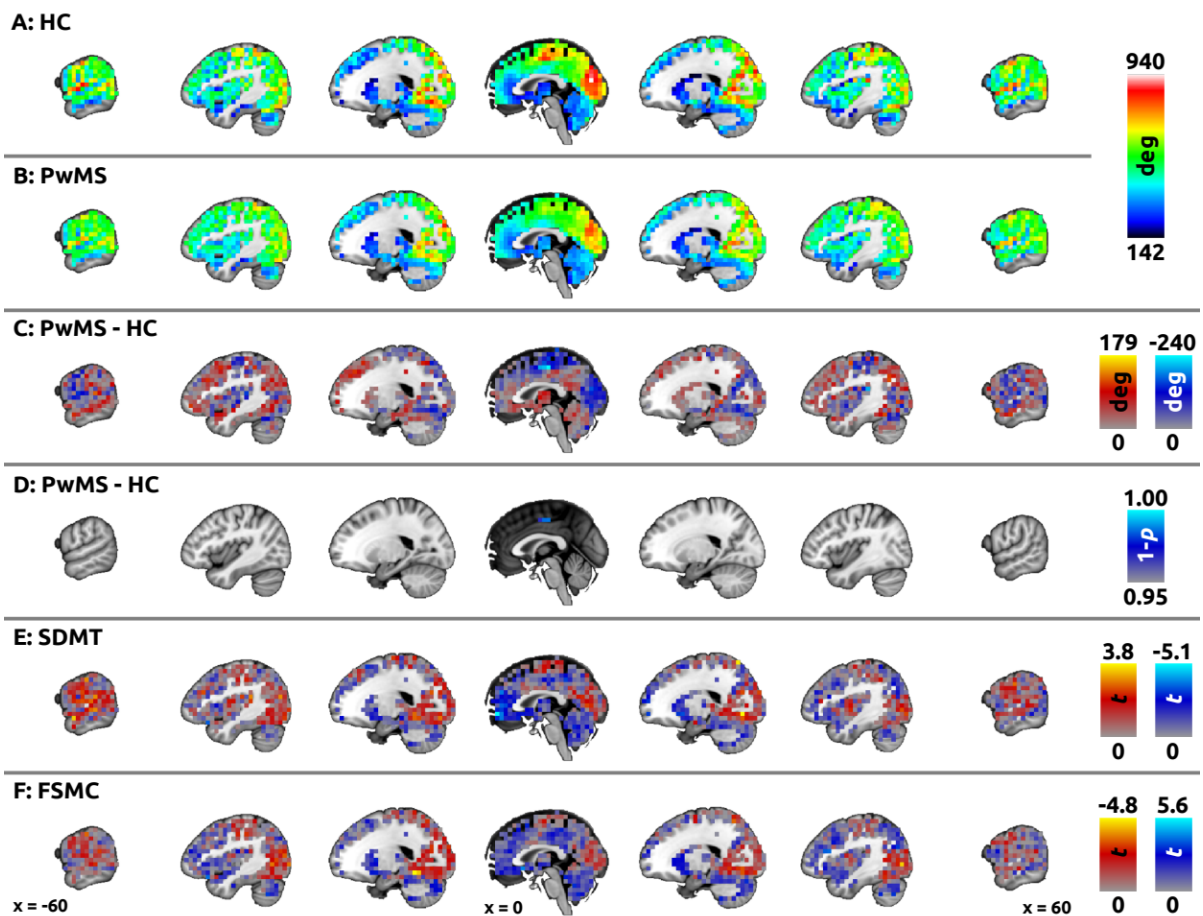 A: HC
940
deg
142
B: PwMS
C: PwMS - HC
179 -240
deg deg
0 0
D: PwMS - HC
1.00
1-p
0.95
E: SDMT
3.8 -5.1
t t
0 0
F: FSMC
-4.8 5.6
t t
0 0
x = -60 x = 0 x = 60